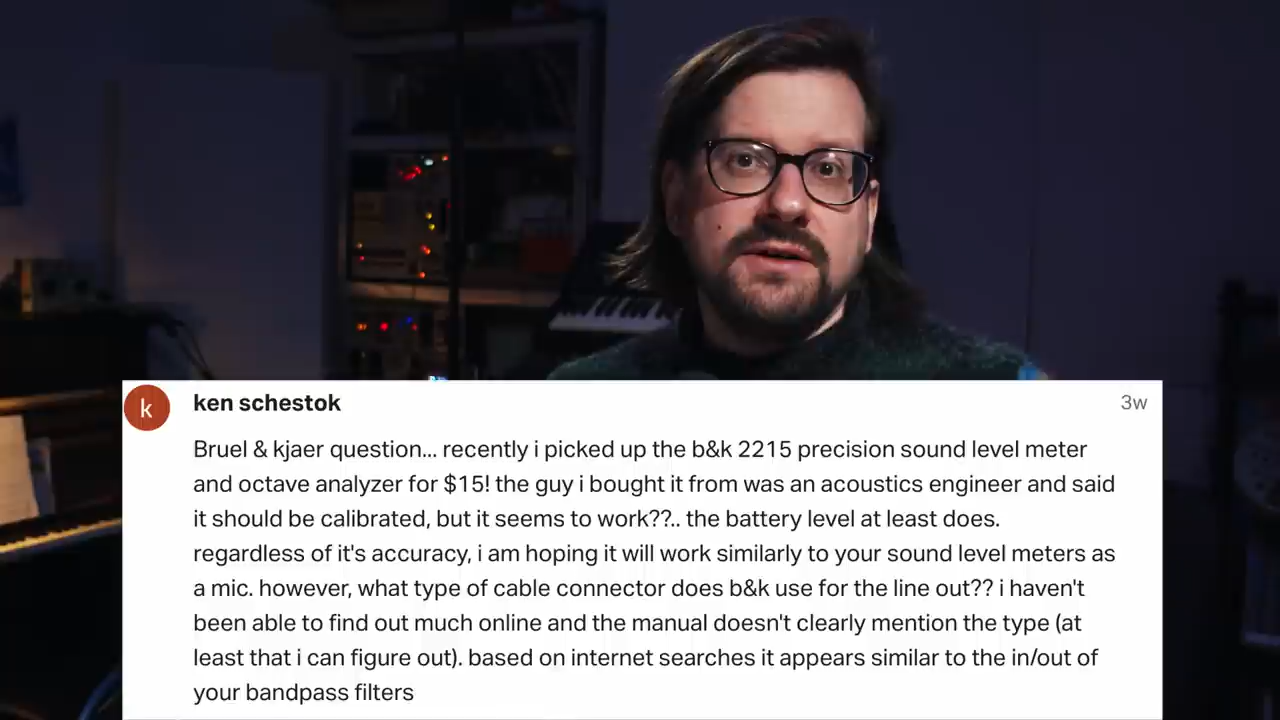 k
ken schestok
3w
Bruel & kjaer question... recently i picked up the b&k 2215 precision sound level meter
and octave analyzer for $15! the guy i bought it from was an acoustics engineer and said
it should be calibrated, but it seems to work??.. the battery level at least does.
regardless of it's accuracy, i am hoping it will work similarly to your sound level meters as
a mic. however, what type of cable connector does b&k use for the line out?? i haven't
been able to find out much online and the manual doesn't clearly mention the type (at
least that i can figure out). based on internet searches it appears similar to the in/out of
your bandpass filters